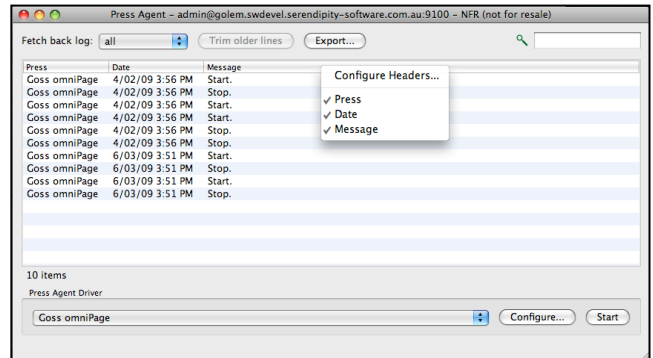 Press Agent - admin@golem.swdevel.serendipity-software.com.au:9100 - NFR (not for resale)
Fetch back log: all Trim older lines Export...
Press Date Message
Configure Headers...
Press
Date
Message
Goss omniPage 4/02/09 3:56 PM Start.
Goss omniPage 4/02/09 3:56 PM Stop.
Goss omniPage 4/02/09 3:56 PM Start.
Goss omniPage 4/02/09 3:56 PM Stop.
Goss omniPage 4/02/09 3:56 PM Start.
Goss omniPage 4/02/09 3:56 PM Stop.
Goss omniPage 6/03/09 3:51 PM Start.
Goss omniPage 6/03/09 3:51 PM Stop.
Goss omniPage 6/03/09 3:51 PM Start.
Goss omniPage 6/03/09 3:51 PM Stop.
10 items
Press Agent Driver
Goss omniPage Configure... Start